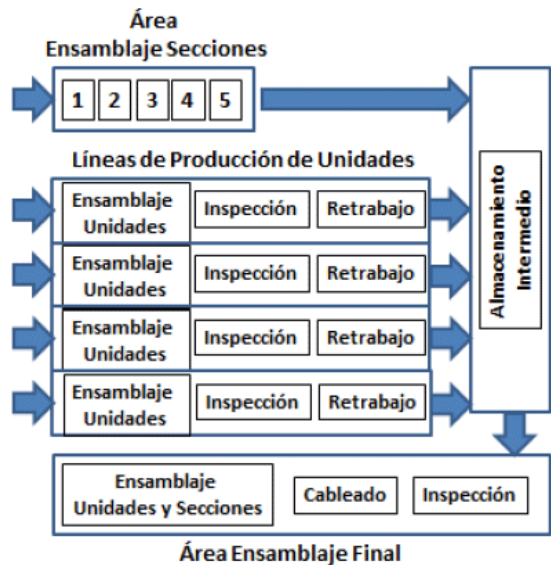 Área
Ensamblaje Secciones
1 2 3 4 5
Líneas de Producción de Unidades
Ensamblaje
Unidades
Inspección
Retrabajo
Ensamblaje
Unidades
Inspección
Retrabajo
Ensamblaje
Unidades
Inspección
Retrabajo
Ensamblaje
Unidades
Inspección
Retrabajo
Almacenamiento
Intermedio
Ensamblaje
Unidades y Secciones
Cableado
Inspección
Área Ensamblaje Final